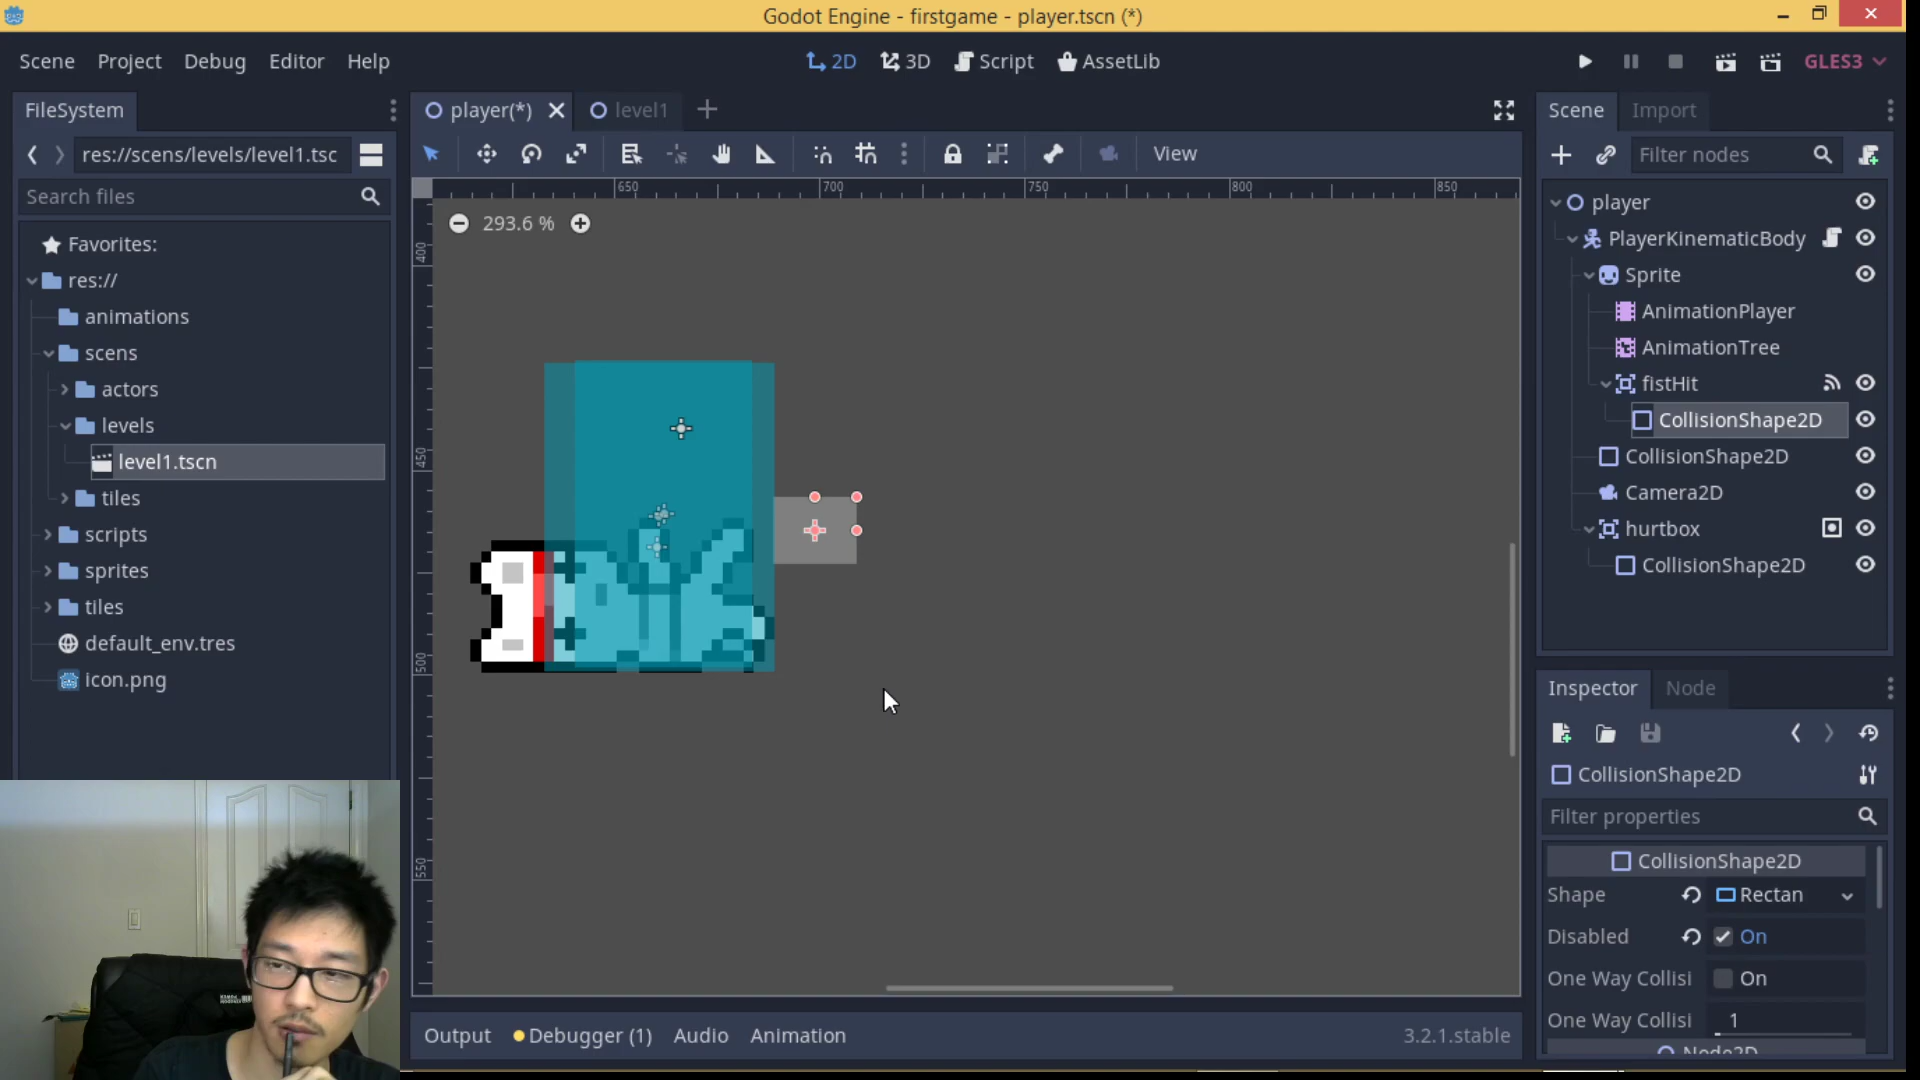 Godot Engine - firstgame - player.tscn (*)
Scene Project Debug Editor Help
2D 3D Script AssetLib
GLES3
FileSystem
res://scens/levels/level1.tsc
Search files
Favorites:
res://
animations
scens
actors
levels
level1.tscn
tiles
scripts
sprites
tiles
default_env.tres
icon.png
player(*) level1
View
650 700 750 800 850
400
450
500
550
293.6 %
Output Debugger (1) Audio Animation 3.2.1.stable
Scene Import
Filter nodes
player
PlayerKinematicBody
Sprite
AnimationPlayer
AnimationTree
fistHit
CollisionShape2D
CollisionShape2D
Camera2D
hurtbox
CollisionShape2D
Inspector Node
CollisionShape2D
Filter properties
CollisionShape2D
Shape Rectan
Disabled On
One Way Collisi On
One Way Collisi 1
Node2D